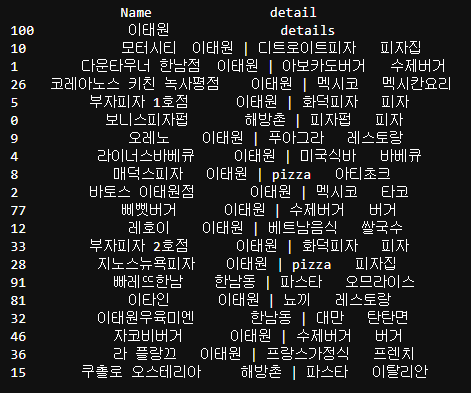 Name detail
100 이태원 details
10 모터시티 이태원 | 디트로이트피자 피자집
1 다운타우너 한남점 이태원 | 아보카도버거 수제버거
26 코레아노스 키친 녹사평점 이태원 | 멕시코 멕시칸요리
5 부자피자 1호점 이태원 | 화덕피자 피자
0 보니스피자펍 해방촌 | 피자펍 피자
9 오레노 이태원 | 푸아그라 레스토랑
4 라이너스바베큐 이태원 | 미국식바 바베큐
8 매덕스피자 이태원 | pizza 아티초크
2 바토스 이태원점 이태원 | 멕시코 타코
77 삐삣버거 이태원 | 수제버거 버거
12 레호이 이태원 | 베트남음식 쌀국수
33 부자피자 2호점 이태원 | 화덕피자 피자
28 지노스뉴욕피자 이태원 | pizza 피자집
91 빠레뜨한남 한남동 | 파스타 오므라이스
81 이타인 이태원 | 뇨끼 레스토랑
32 이태원우육미엔 한남동 | 대만 탄탄면
46 자코비버거 이태원 | 수제버거 버거
36 라 플랑끄 이태원 | 프랑스가정식 프렌치
15 쿠촐로 오스테리아 해방촌 | 파스타 이탈리안